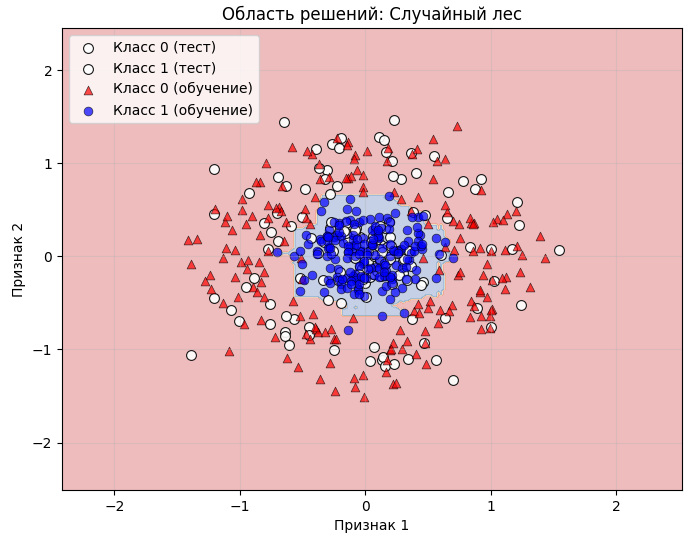 Область решений: Случайный лес
Класс 0 (тест)
Класс 1 (тест)
Класс 0 (обучение)
Класс 1 (обучение)
Признак 2
2
1
0
−1
−2
−2
−1
0
1
2
Признак 1